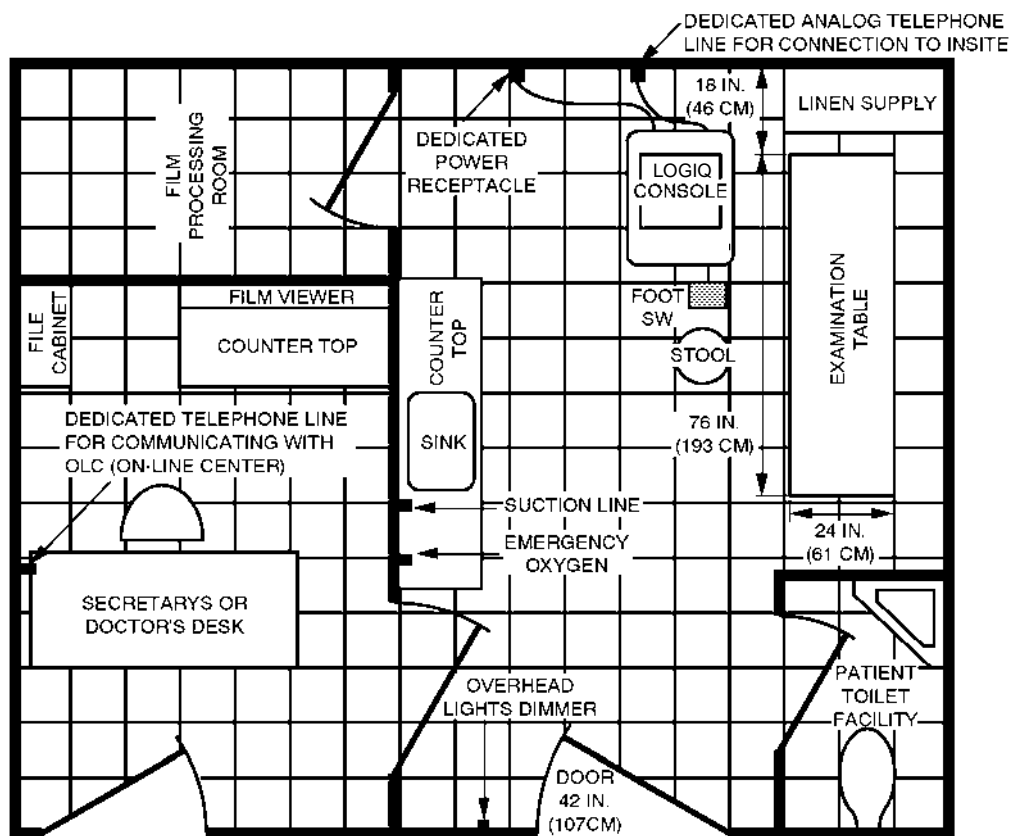 DEDICATED ANALOG TELEPHONE
LINE FOR CONNECTION TO INSITE
18 IN.
(46 CM)
LINEN SUPPLY
FILM
PROCESSING
ROOM
DEDICATED
POWER
RECEPTACLE
LOGIQ
CONSOLE
FILE
CABINET
FILM VIEWER
COUNTER TOP
COUNTER
TOP
FOOT
SW
STOOL
EXAMINATION
TABLE
76 IN.
(193 CM)
DEDICATED TELEPHONE LINE
FOR COMMUNICATING WITH
OLC (ON-LINE CENTER)
SINK
SUCTION LINE
EMERGENCY
OXYGEN
24 IN.
(61 CM)
SECRETARYS OR
DOCTOR'S DESK
OVERHEAD
LIGHTS DIMMER
PATIENT
TOILET
FACILITY
DOOR
42 IN.
(107CM)